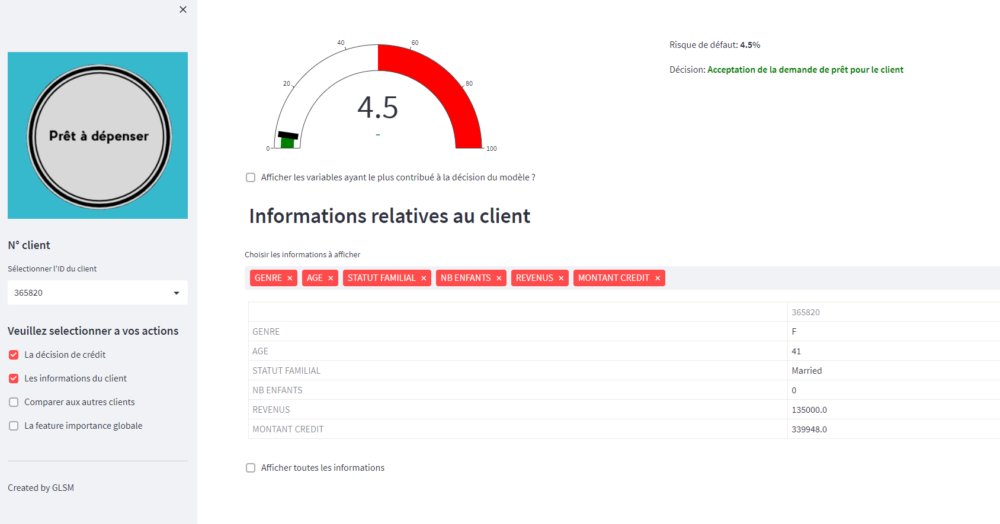 ×
Prêt à dépenser
N° client
Sélectionner l'ID du client
365820
Veuillez selectionner a vos actions
La décision de crédit
Les informations du client
Comparer aux autres clients
La feature importance globale
Created by GLSM
0
20
40
60
80
100
4.5
-
Risque de défaut: 4.5%
Décision: Acceptation de la demande de prêt pour le client
Afficher les variables ayant le plus contribué à la décision du modèle ?
Informations relatives au client
Choisir les informations à afficher
GENRE × AGE × STATUT FAMILIAL × NB ENFANTS × REVENUS × MONTANT CREDIT ×
365820
GENRE F
AGE 41
STATUT FAMILIAL Married
NB ENFANTS 0
REVENUS 135000.0
MONTANT CREDIT 339948.0
Afficher toutes les informations